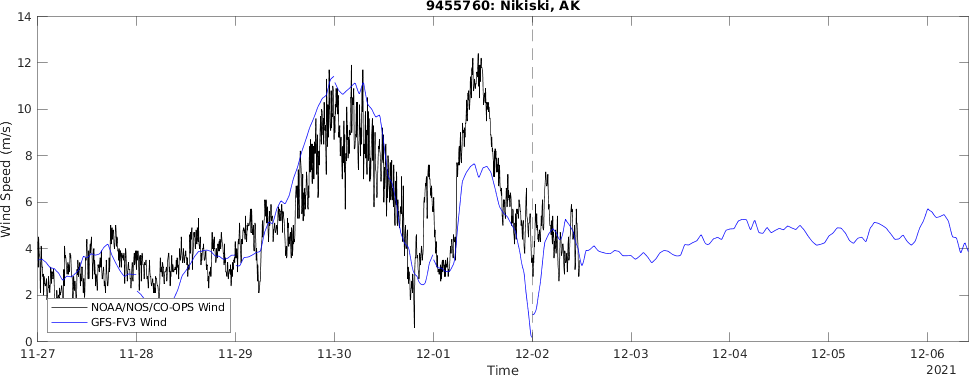 9455760: Nikiski, AK
14
12
10
8
6
4
2
0
Wind Speed (m/s)
NOAA/NOS/CO-OPS Wind
GFS-FV3 Wind
11-27 11-28 11-29 11-30 12-01 12-02 12-03 12-04 12-05 12-06
Time
2021